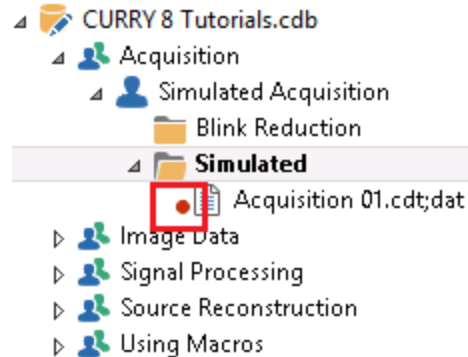 CURRY 8 Tutorials.cdb
Acquisition
Simulated Acquisition
Blink Reduction
Simulated
Acquisition 01.cdt;dat
Image Data
Signal Processing
Source Reconstruction
Using Macros